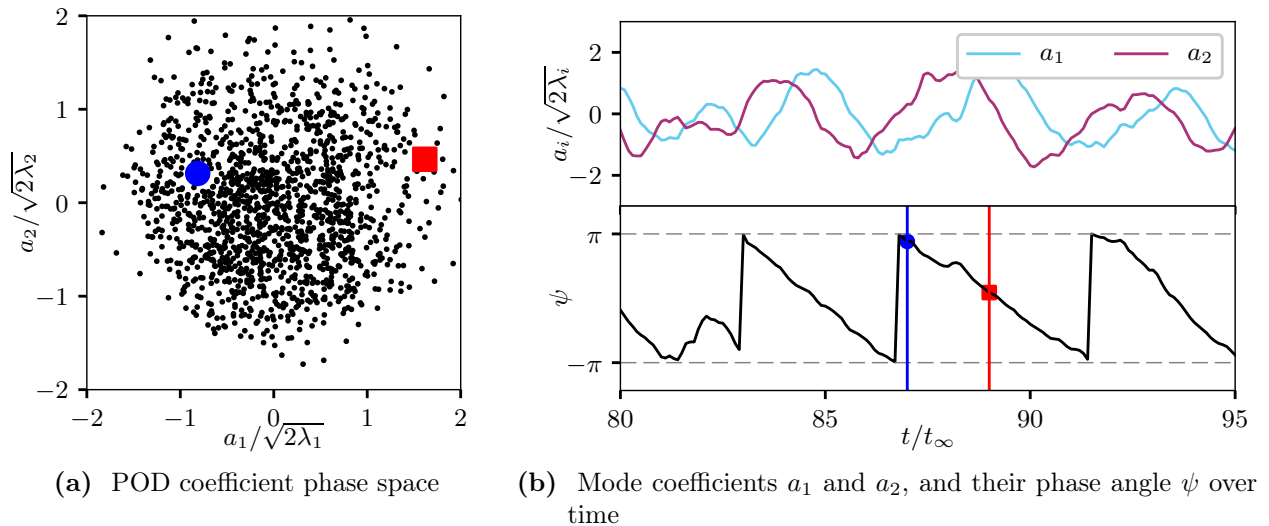 2
1
0
−1
−2
−2
−1
0
1
2
a₂/√2λ₂
a₁/√2λ₁
(a) POD coefficient phase space
2
0
−2
aᵢ/√2λᵢ
a₁
a₂
π
−π
ψ
80
85
90
95
t/t∞
(b) Mode coefficients a₁ and a₂, and their phase angle ψ over
time